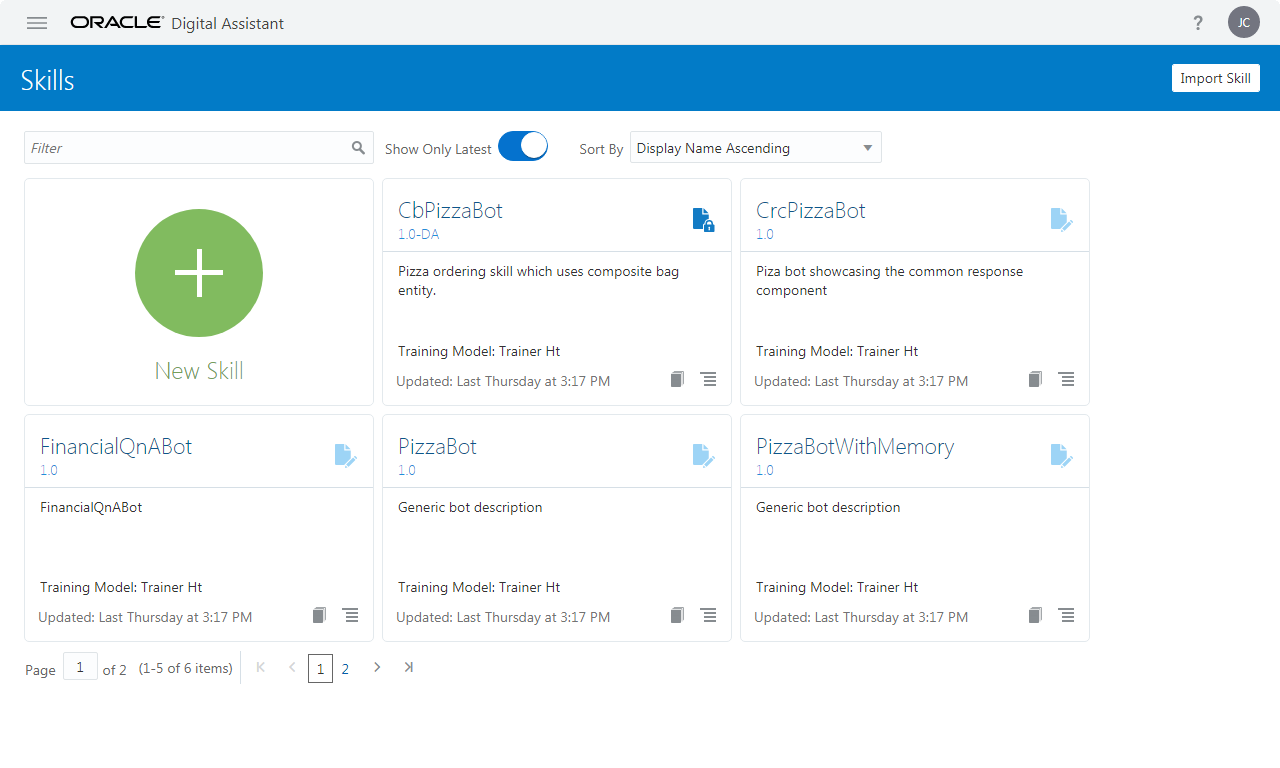 ORACLE Digital Assistant
?
JC
Skills
Import Skill
Filter
Show Only Latest
Sort By
Display Name Ascending
New Skill
CbPizzaBot
1.0-DA
Pizza ordering skill which uses composite bag
entity.
Training Model: Trainer Ht
Updated: Last Thursday at 3:17 PM
CrcPizzaBot
1.0
Piza bot showcasing the common response
component
Training Model: Trainer Ht
Updated: Last Thursday at 3:17 PM
FinancialQnABot
1.0
FinancialQnABot
Training Model: Trainer Ht
Updated: Last Thursday at 3:17 PM
PizzaBot
1.0
Generic bot description
Training Model: Trainer Ht
Updated: Last Thursday at 3:17 PM
PizzaBotWithMemory
1.0
Generic bot description
Training Model: Trainer Ht
Updated: Last Thursday at 3:17 PM
Page 1 of 2 (1-5 of 6 items) 1 2